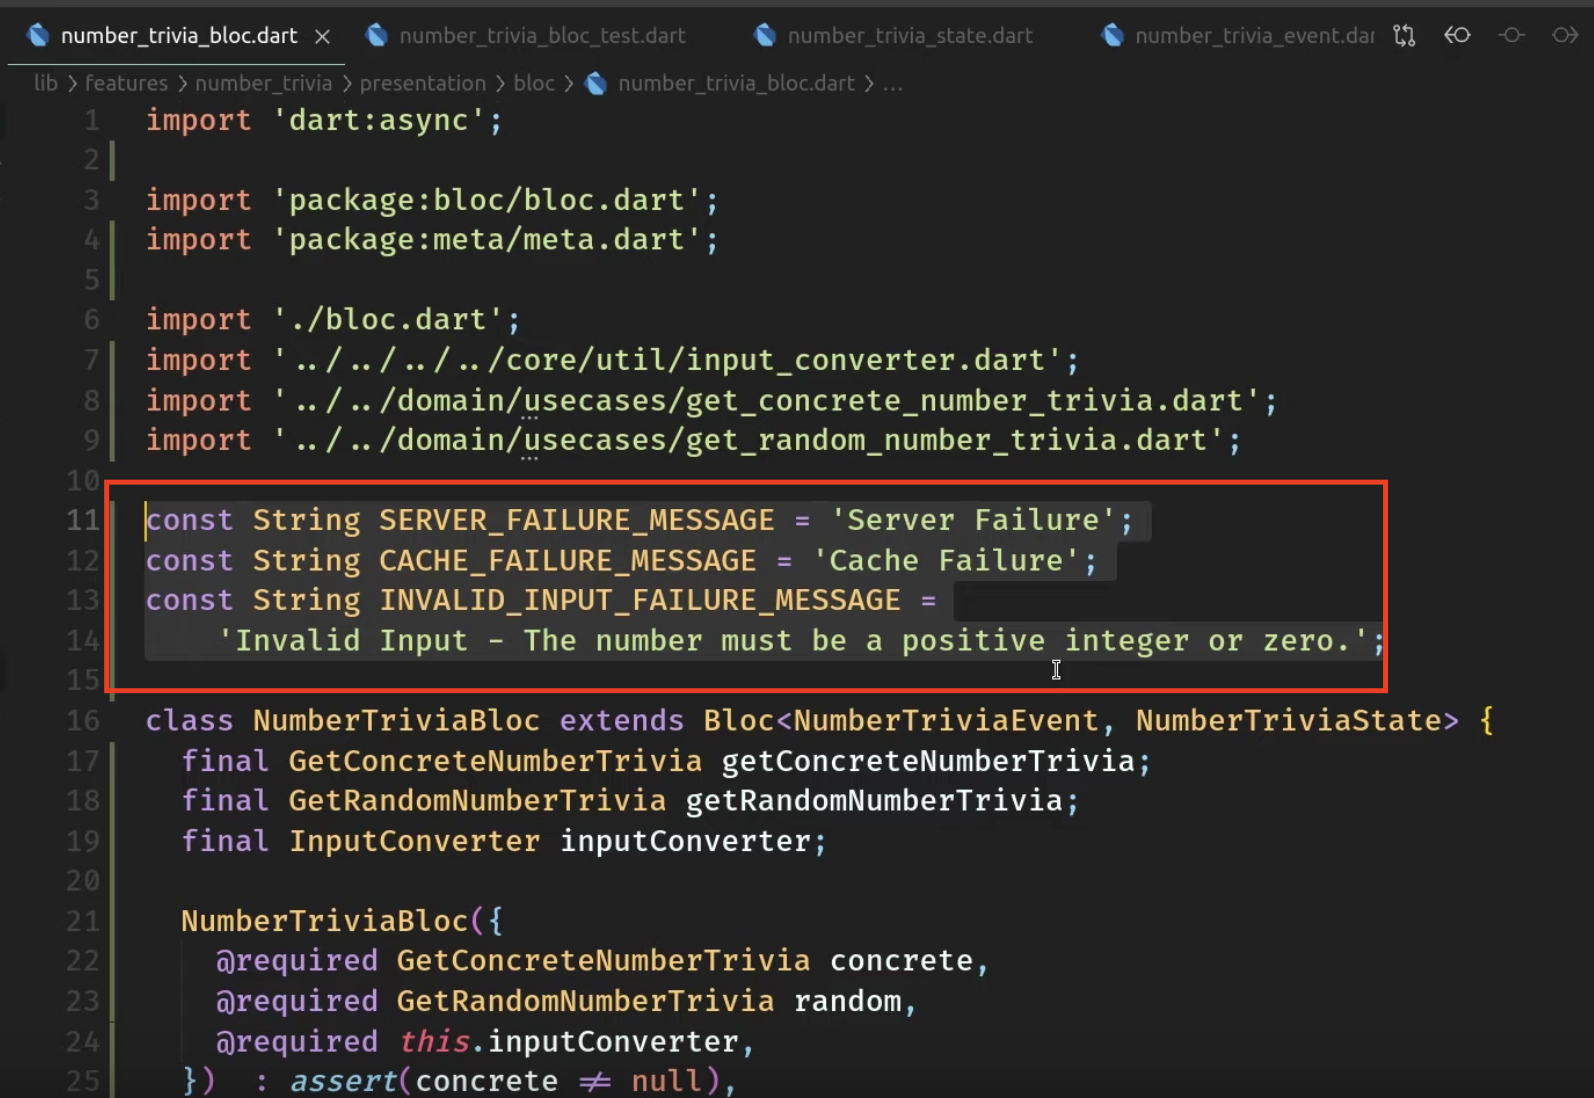 number_trivia_bloc.dart
number_trivia_bloc_test.dart
number_trivia_state.dart
number_trivia_event.dar
lib > features > number_trivia > presentation > bloc > number_trivia_bloc.dart > ...
1 import 'dart:async';
2
3 import 'package:bloc/bloc.dart';
4 import 'package:meta/meta.dart';
5
6 import './bloc.dart';
7 import '../../../../core/util/input_converter.dart';
8 import '../../domain/usecases/get_concrete_number_trivia.dart';
9 import '../../domain/usecases/get_random_number_trivia.dart';
10
11 const String SERVER_FAILURE_MESSAGE = 'Server Failure';
12 const String CACHE_FAILURE_MESSAGE = 'Cache Failure';
13 const String INVALID_INPUT_FAILURE_MESSAGE =
14 'Invalid Input - The number must be a positive integer or zero.';
15
16 class NumberTriviaBloc extends Bloc<NumberTriviaEvent, NumberTriviaState> {
17 final GetConcreteNumberTrivia getConcreteNumberTrivia;
18 final GetRandomNumberTrivia getRandomNumberTrivia;
19 final InputConverter inputConverter;
20
21 NumberTriviaBloc({
22 @required GetConcreteNumberTrivia concrete,
23 @required GetRandomNumberTrivia random,
24 @required this.inputConverter,
25 }) : assert(concrete != null),